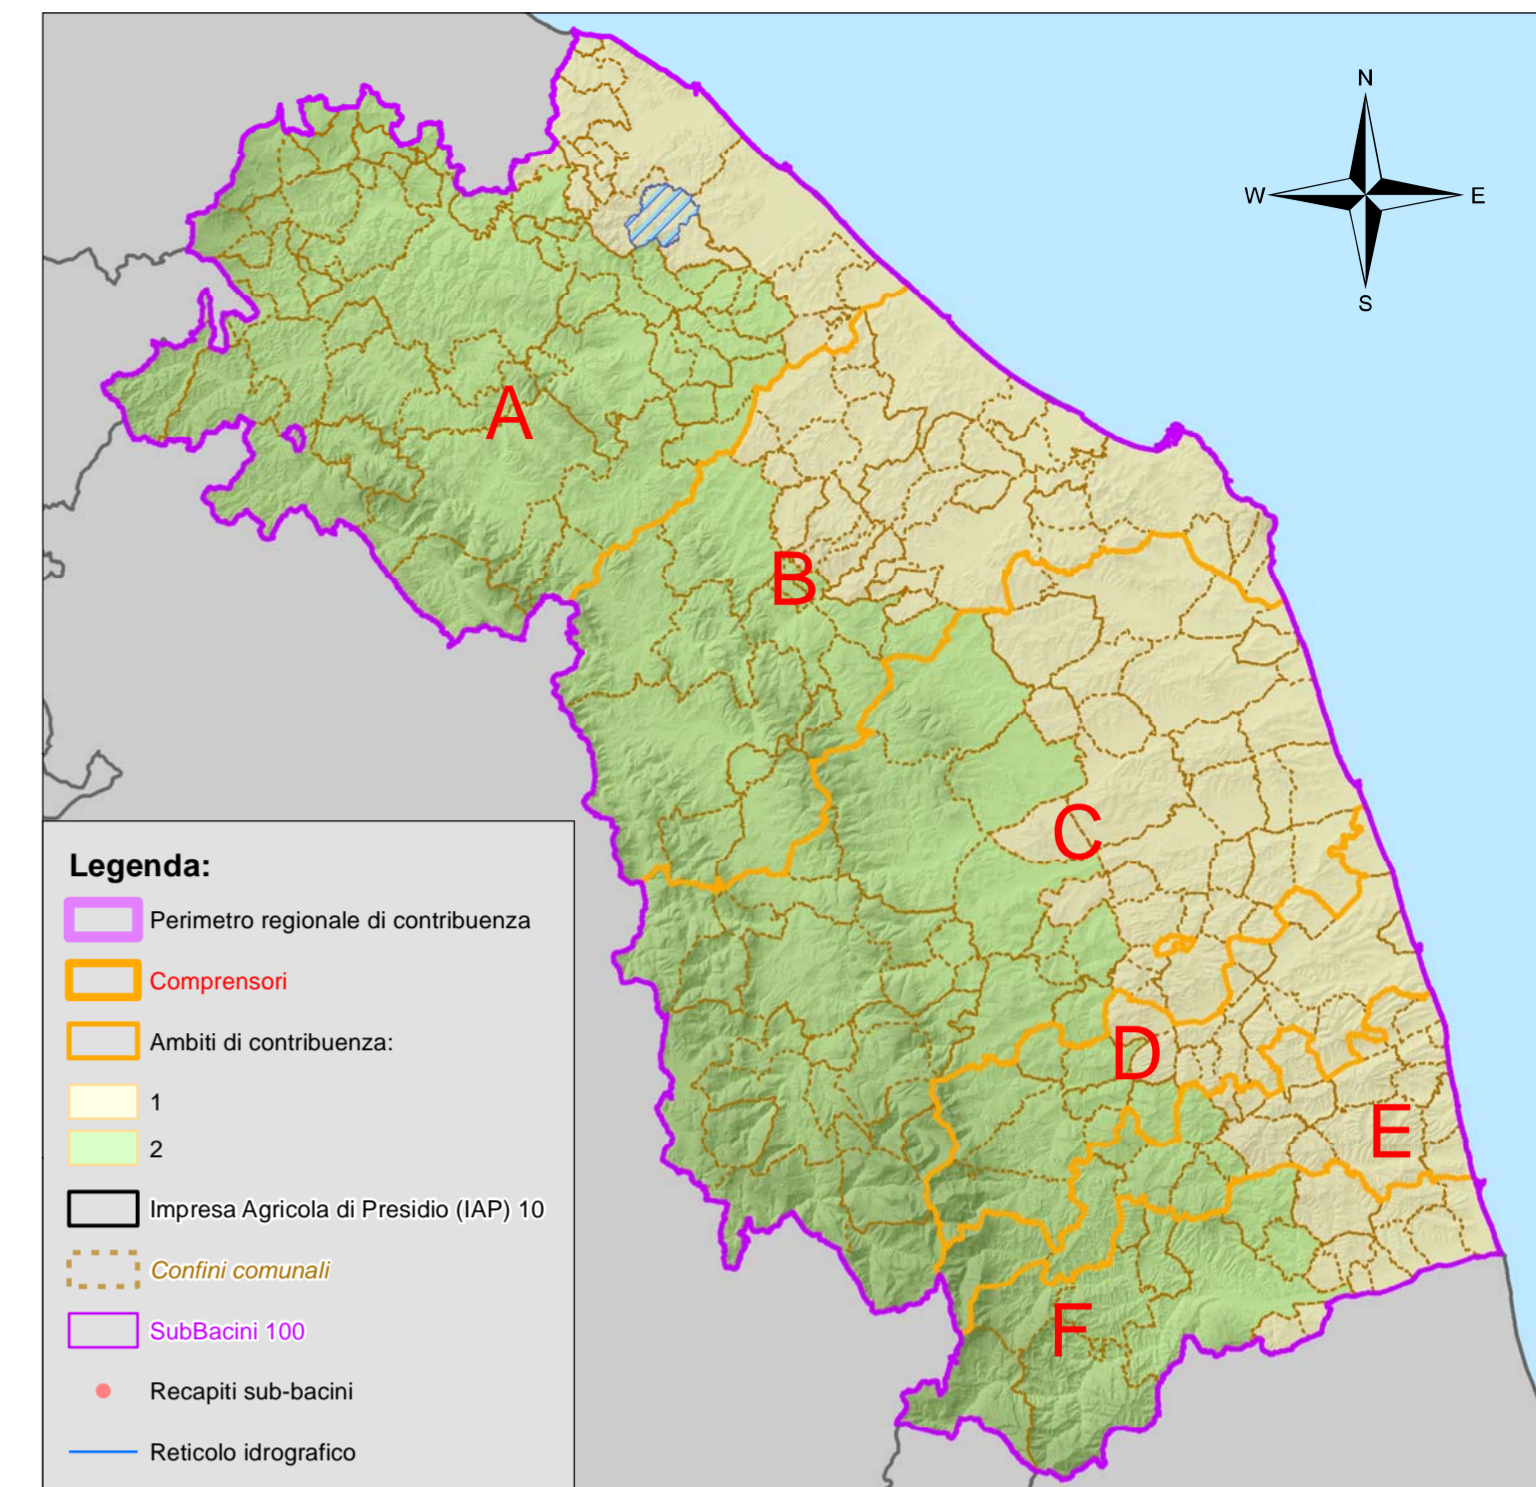 N
W E
S
A
B
C
D
E
F
Legenda:
Perimetro regionale di contribuenza
Comprensori
Ambiti di contribuenza:
1
2
Impresa Agricola di Presidio (IAP) 10
Confini comunali
SubBacini 100
Recapiti sub-bacini
Reticolo idrografico